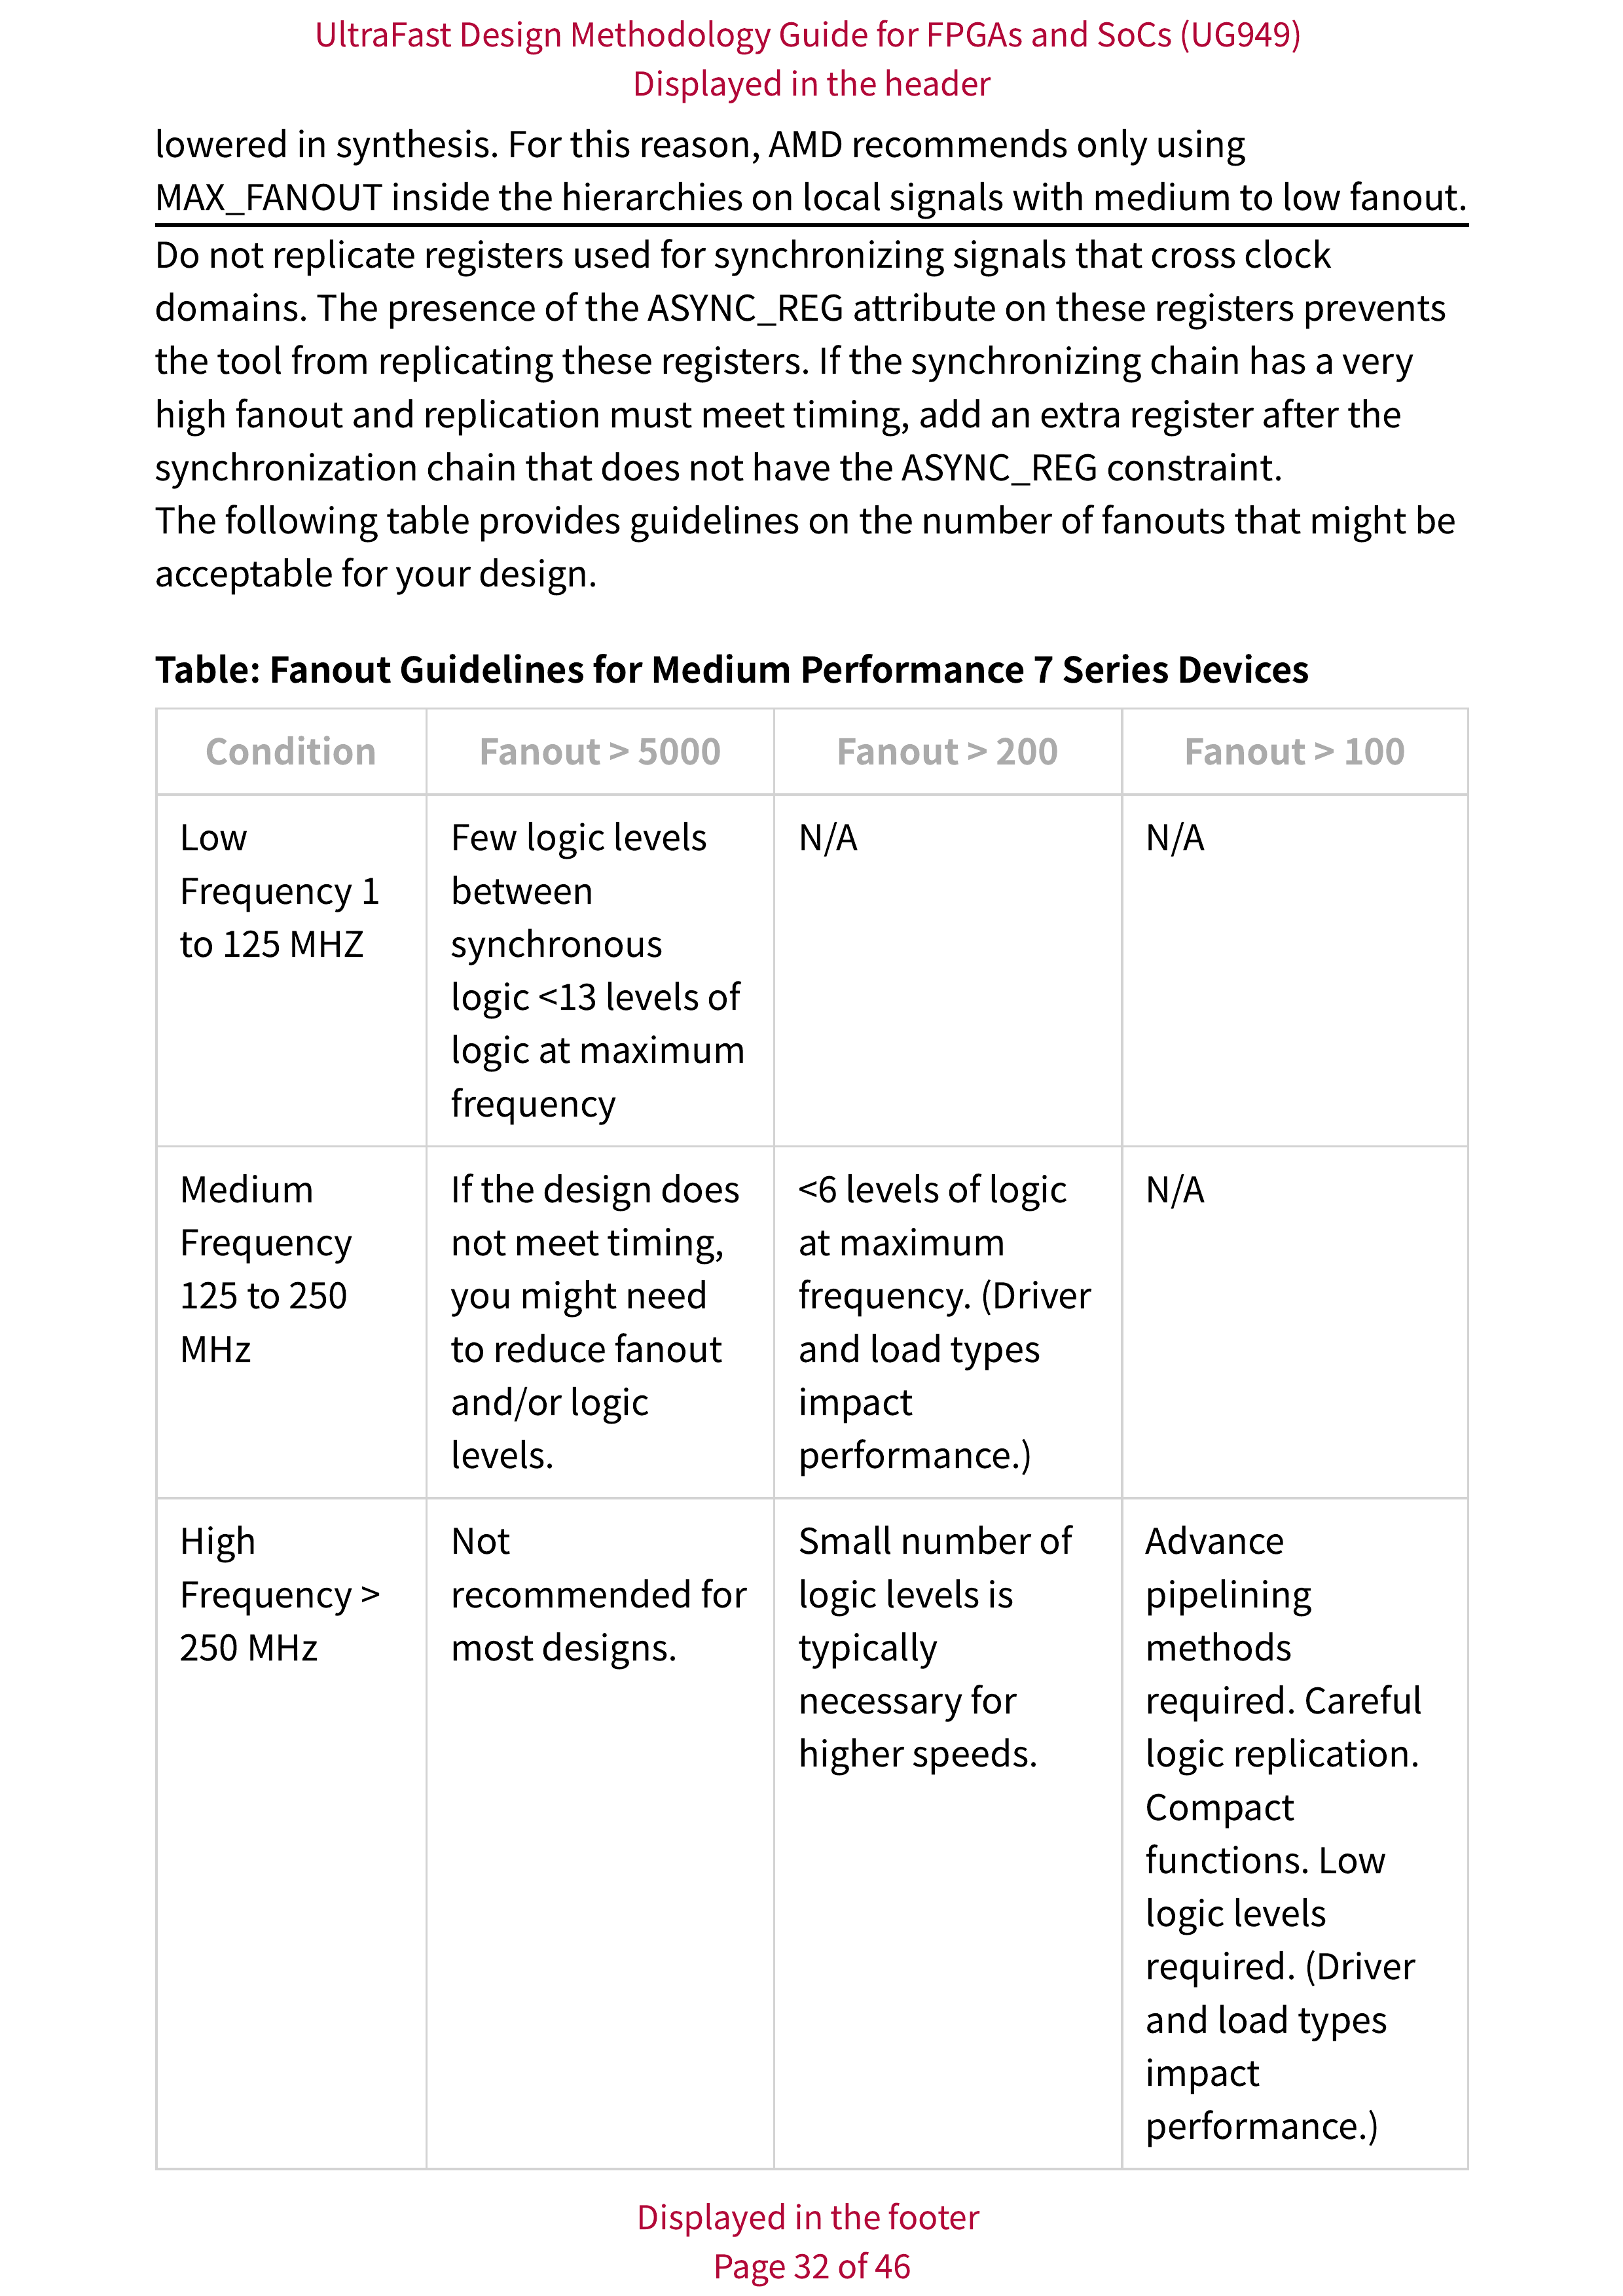 UltraFast Design Methodology Guide for FPGAs and SoCs (UG949)
Displayed in the header
lowered in synthesis. For this reason, AMD recommends only using
MAX_FANOUT inside the hierarchies on local signals with medium to low fanout.
Do not replicate registers used for synchronizing signals that cross clock
domains. The presence of the ASYNC_REG attribute on these registers prevents
the tool from replicating these registers. If the synchronizing chain has a very
high fanout and replication must meet timing, add an extra register after the
synchronization chain that does not have the ASYNC_REG constraint.
The following table provides guidelines on the number of fanouts that might be
acceptable for your design.
Table: Fanout Guidelines for Medium Performance 7 Series Devices
Condition
Fanout > 5000
Fanout > 200
Fanout > 100
Low
Frequency 1
to 125 MHZ
Few logic levels
between
synchronous
logic <13 levels of
logic at maximum
frequency
N/A
N/A
Medium
Frequency
125 to 250
MHz
If the design does
not meet timing,
you might need
to reduce fanout
and/or logic
levels.
<6 levels of logic
at maximum
frequency. (Driver
and load types
impact
performance.)
N/A
High
Frequency >
250 MHz
Not
recommended for
most designs.
Small number of
logic levels is
typically
necessary for
higher speeds.
Advance
pipelining
methods
required. Careful
logic replication.
Compact
functions. Low
logic levels
required. (Driver
and load types
impact
performance.)
Displayed in the footer
Page 32 of 46